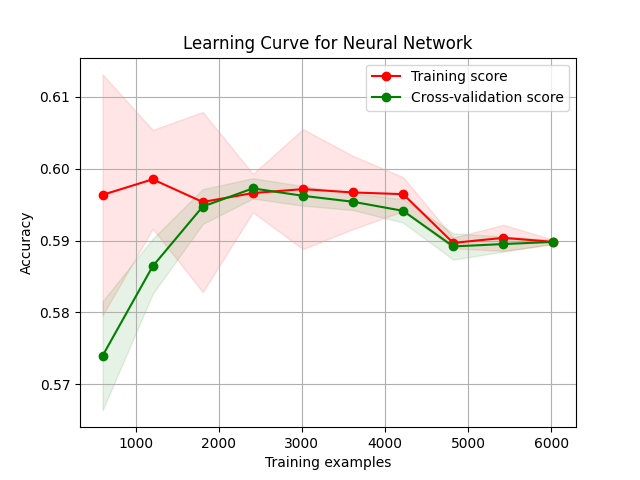 Learning Curve for Neural Network
Training score
Cross-validation score
0.61
0.60
0.59
0.58
0.57
Accuracy
1000 2000 3000 4000 5000 6000
Training examples